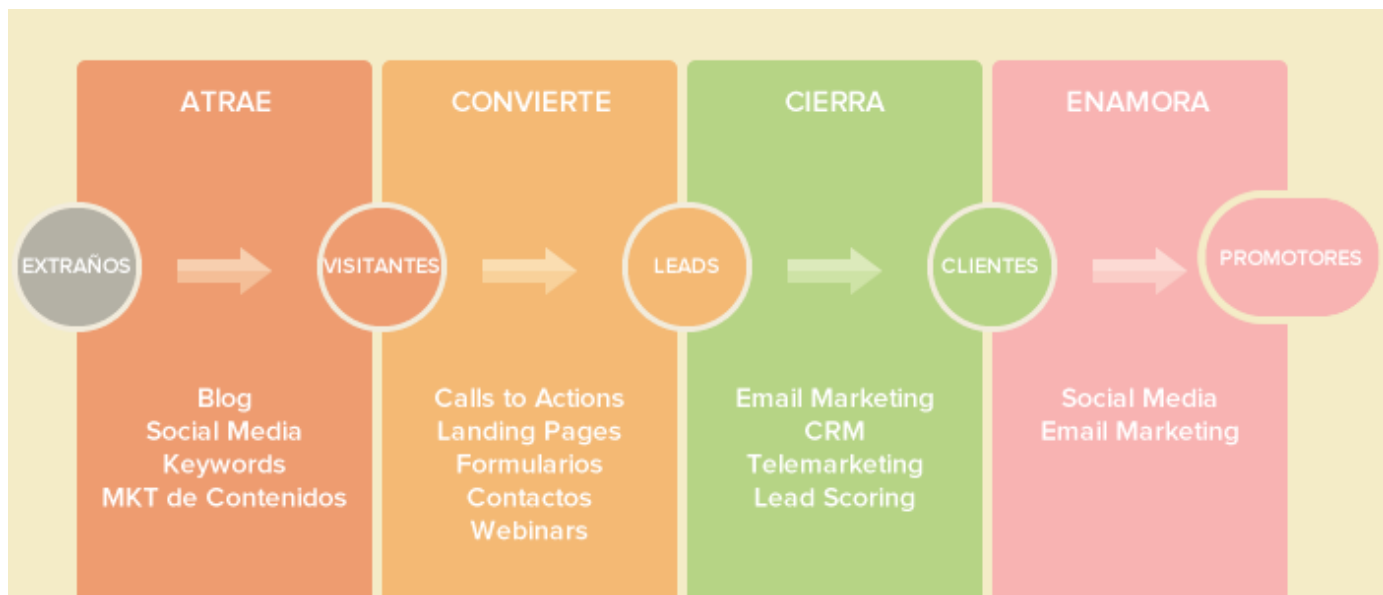 ATRAE
CONVIERTE
CIERRA
ENAMORA
EXTRAÑOS
VISITANTES
LEADS
CLIENTES
PROMOTORES
Blog
Social Media
Keywords
MKT de Contenidos
Calls to Actions
Landing Pages
Formularios
Contactos
Webinars
Email Marketing
CRM
Telemarketing
Lead Scoring
Social Media
Email Marketing